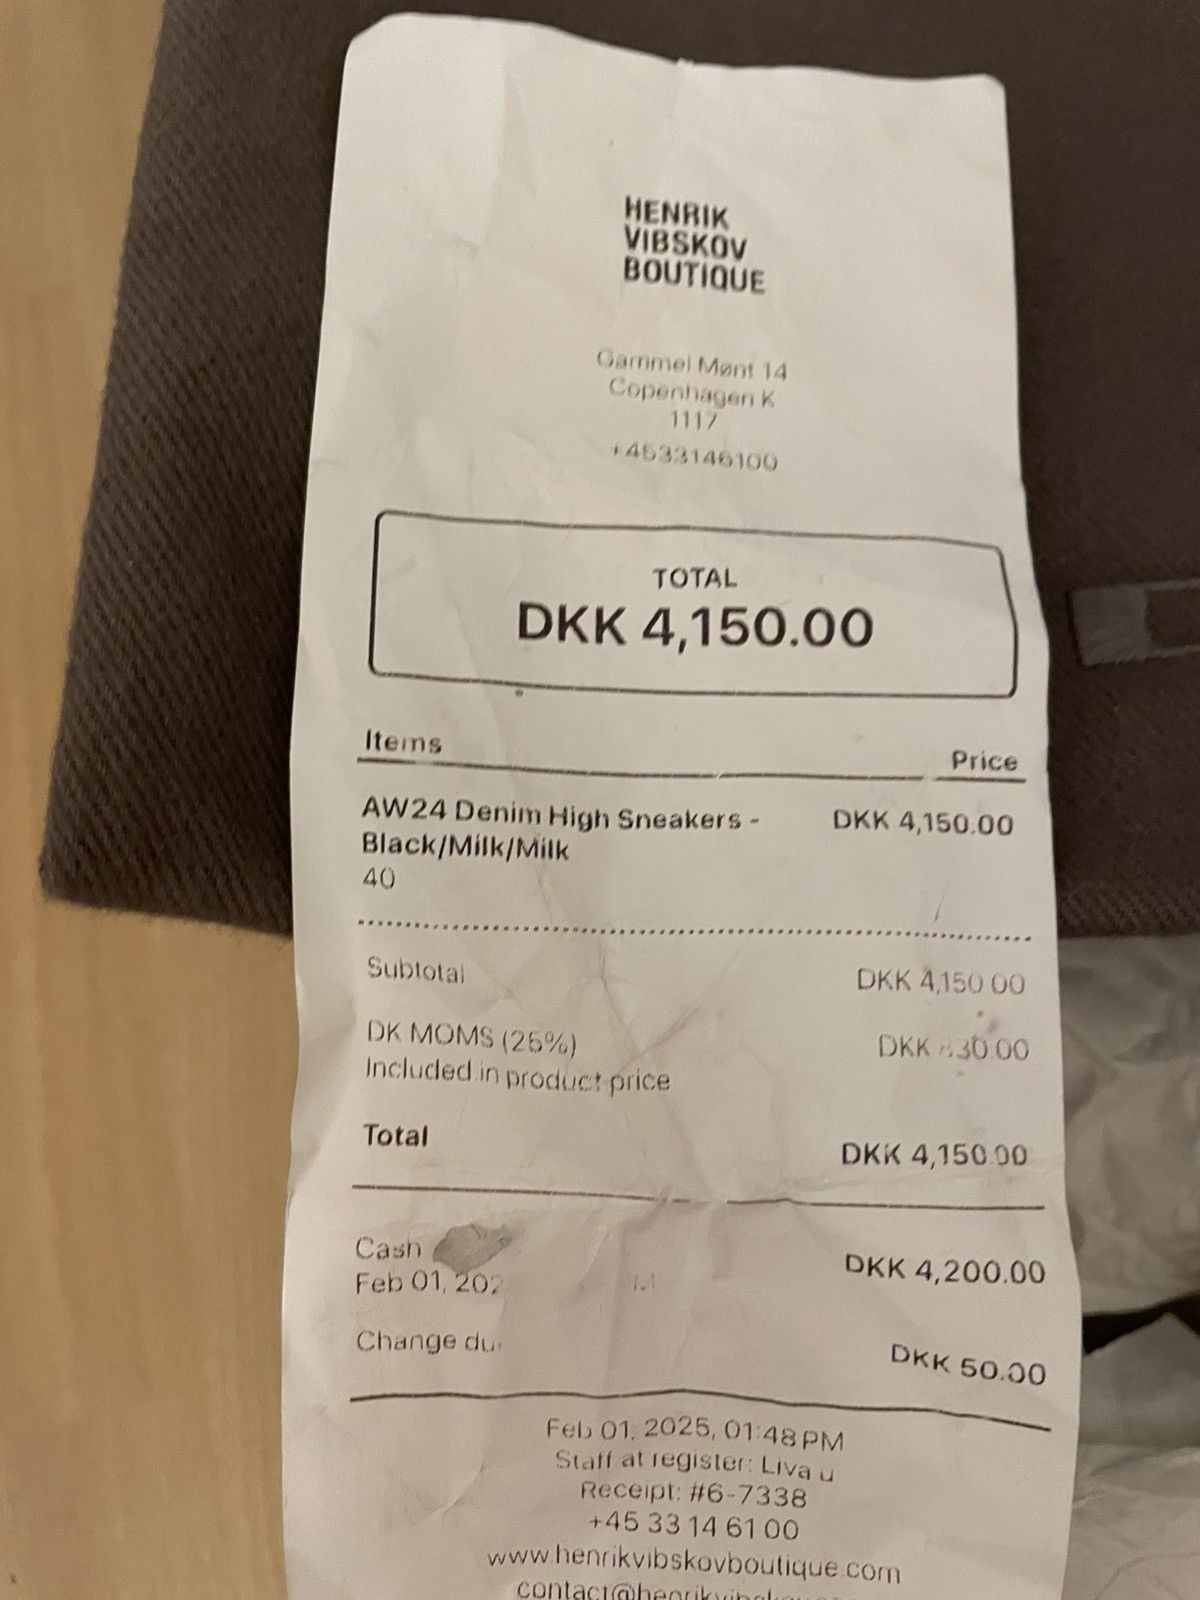 HENRIK
VIBSKOV
BOUTIQUE
Gammel Mønt 14
Copenhagen K
1117
+4533146100
TOTAL
DKK 4,150.00
Items Price
AW24 Denim High Sneakers - DKK 4,150.00
Black/Milk/Milk
40
Subtotal DKK 4,150.00
DK MOMS (25%) DKK 830.00
Included in product price
Total DKK 4,150.00
Cash DKK 4,200.00
Feb 01,
Change DKK 50.00
Feb 01, 2025, 01:48 PM
Staff at register: Liva u
Receipt: #6-7338
+45 33 14 61 00
www.henrikvibskovboutique.com